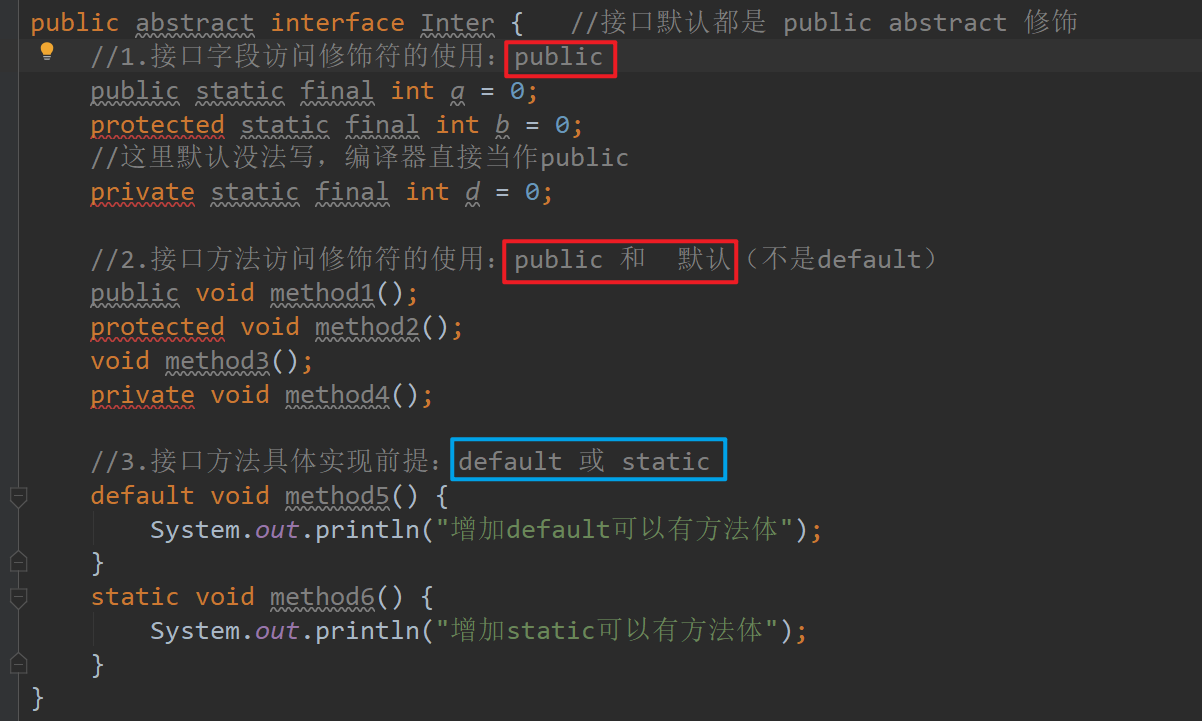 public abstract interface Inter {   //接口默认都是 public abstract 修饰
//1.接口字段访问修饰符的使用：public
public static final int a = 0;
protected static final int b = 0;
//这里默认没法写，编译器直接当作public
private static final int d = 0;
//2.接口方法访问修饰符的使用：public 和  默认（不是default）
public void method1();
protected void method2();
void method3();
private void method4();
//3.接口方法具体实现前提：default 或 static
default void method5() {
System.out.println("增加default可以有方法体");
}
static void method6() {
System.out.println("增加static可以有方法体");
}
}